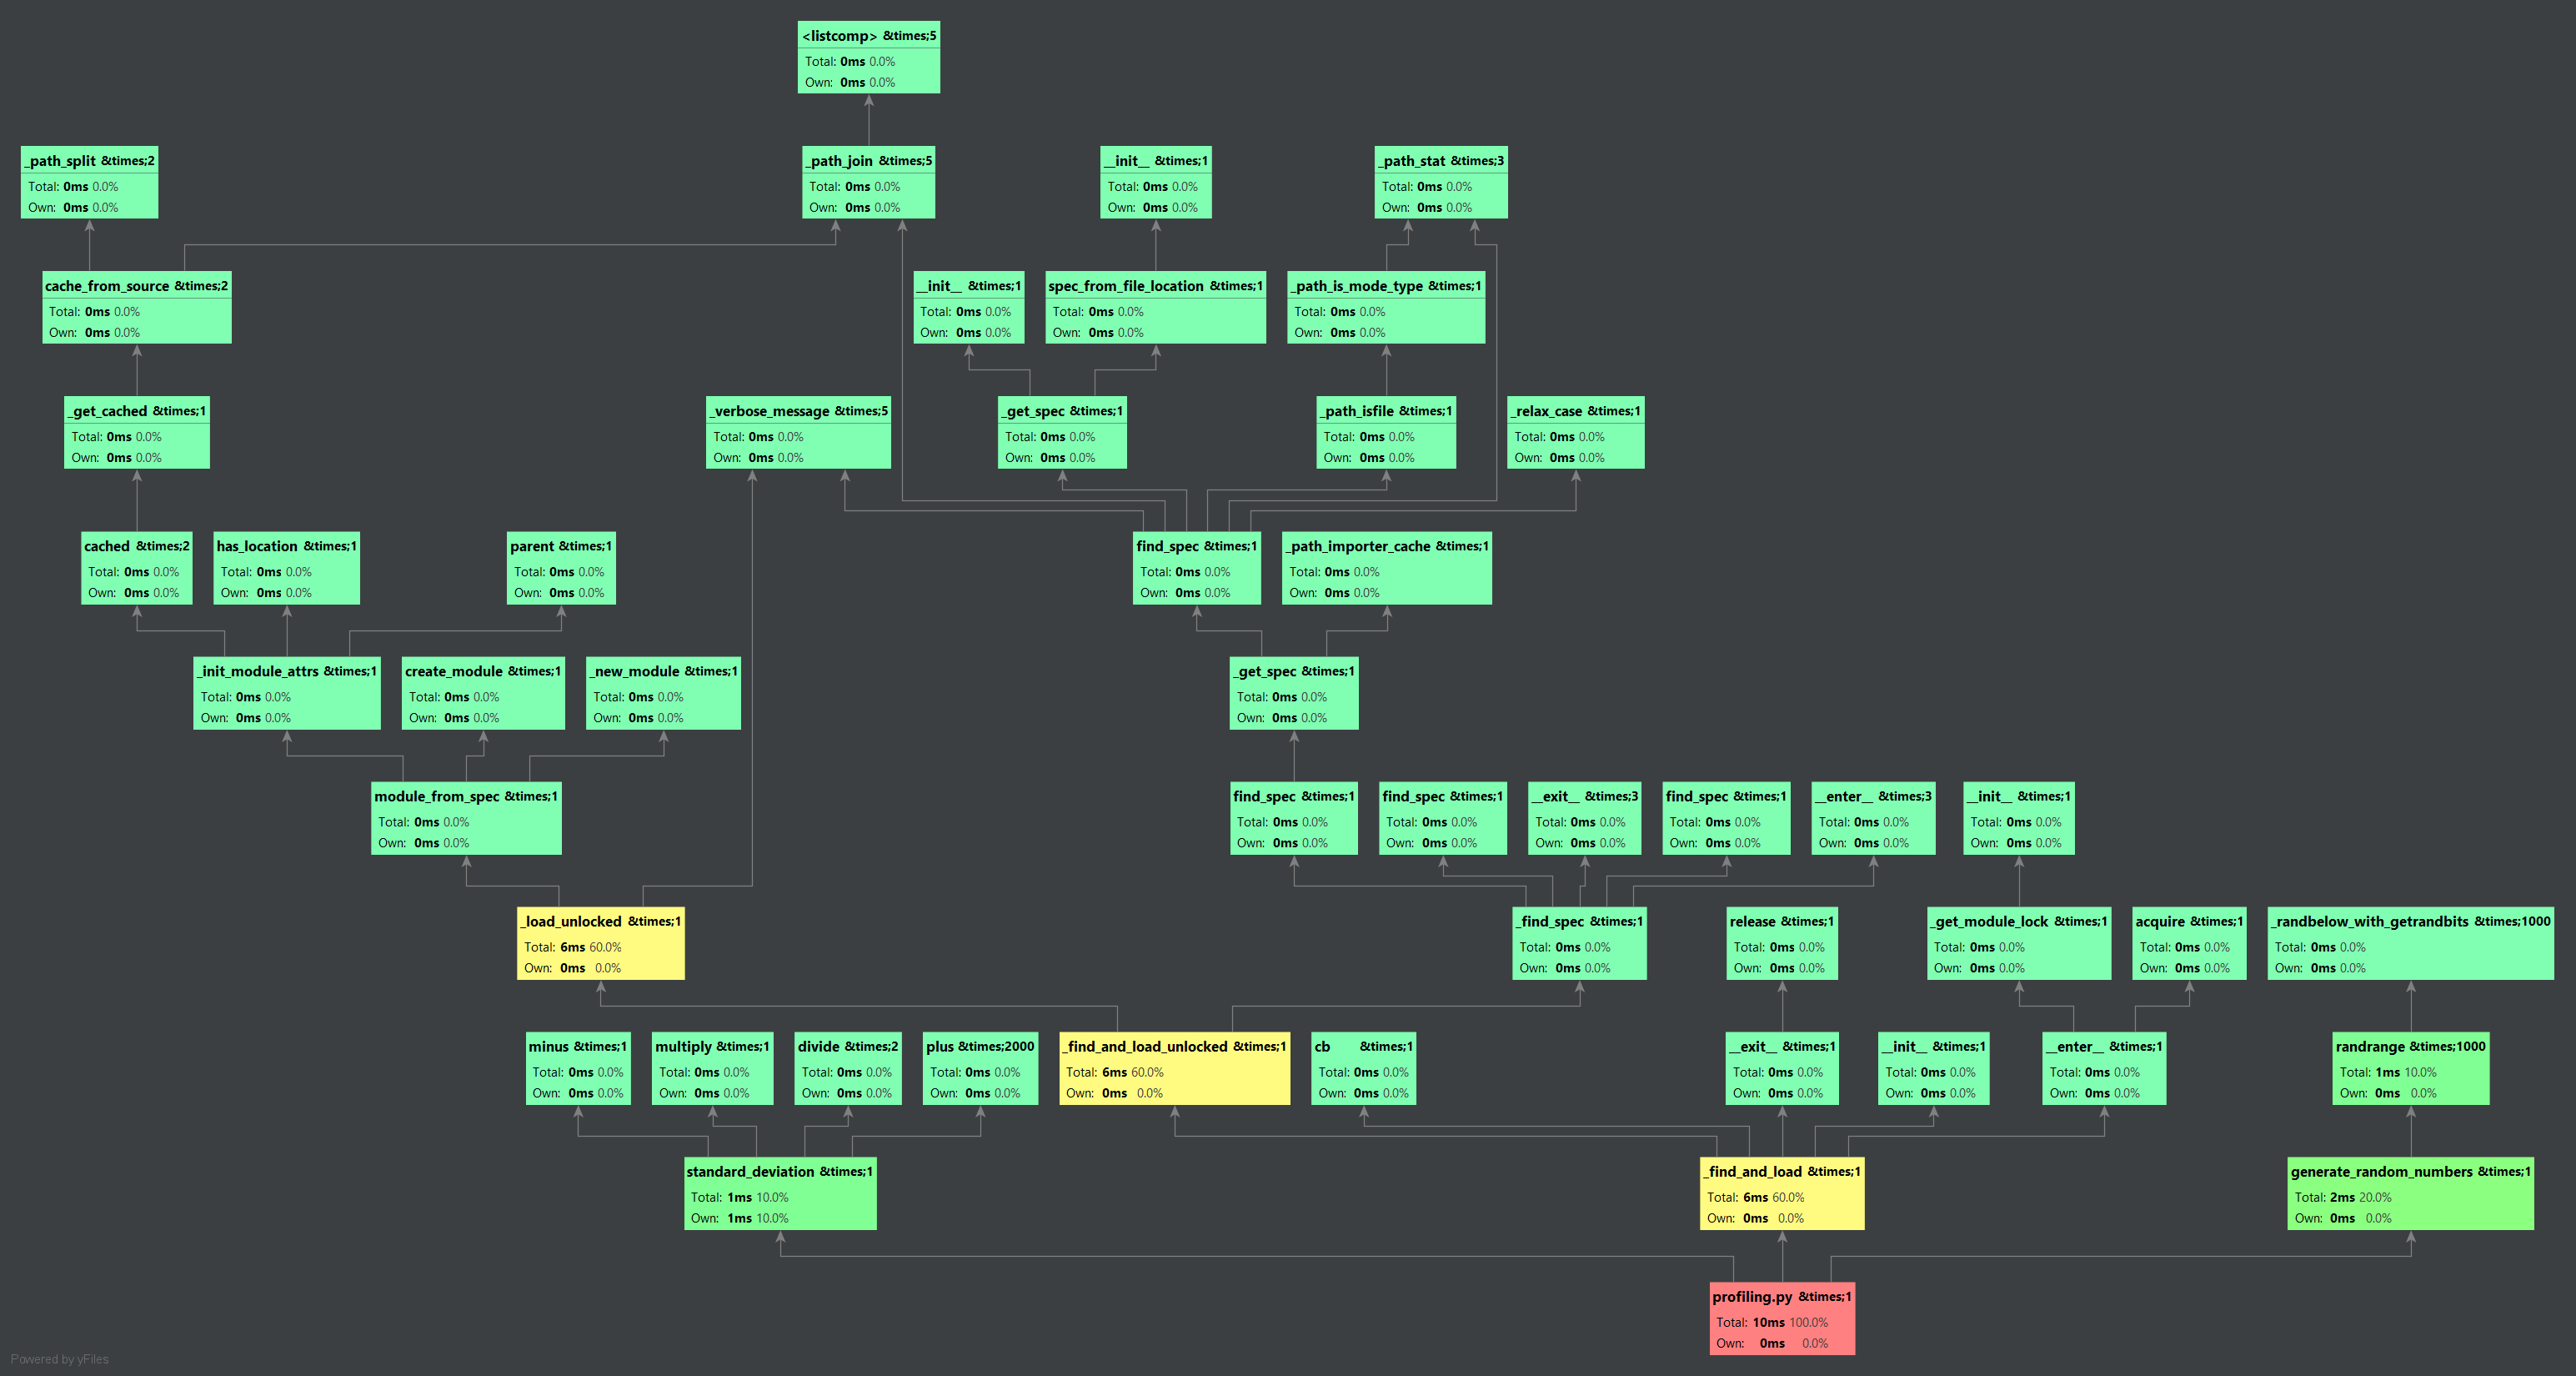 <listcomp> &times;5
Total: 0ms 0.0%
Own: 0ms 0.0%
_path_split &times;2
Total: 0ms 0.0%
Own: 0ms 0.0%
_path_join &times;5
Total: 0ms 0.0%
Own: 0ms 0.0%
__init__ &times;1
Total: 0ms 0.0%
Own: 0ms 0.0%
_path_stat &times;3
Total: 0ms 0.0%
Own: 0ms 0.0%
cache_from_source &times;2
Total: 0ms 0.0%
Own: 0ms 0.0%
__init__ &times;1
Total: 0ms 0.0%
Own: 0ms 0.0%
spec_from_file_location &times;1
Total: 0ms 0.0%
Own: 0ms 0.0%
_path_is_mode_type &times;1
Total: 0ms 0.0%
Own: 0ms 0.0%
_get_cached &times;1
Total: 0ms 0.0%
Own: 0ms 0.0%
_verbose_message &times;5
Total: 0ms 0.0%
Own: 0ms 0.0%
_get_spec &times;1
Total: 0ms 0.0%
Own: 0ms 0.0%
_path_isfile &times;1
Total: 0ms 0.0%
Own: 0ms 0.0%
_relax_case &times;1
Total: 0ms 0.0%
Own: 0ms 0.0%
cached &times;2
Total: 0ms 0.0%
Own: 0ms 0.0%
has_location &times;1
Total: 0ms 0.0%
Own: 0ms 0.0%
parent &times;1
Total: 0ms 0.0%
Own: 0ms 0.0%
find_spec &times;1
Total: 0ms 0.0%
Own: 0ms 0.0%
_path_importer_cache &times;1
Total: 0ms 0.0%
Own: 0ms 0.0%
_init_module_attrs &times;1
Total: 0ms 0.0%
Own: 0ms 0.0%
create_module &times;1
Total: 0ms 0.0%
Own: 0ms 0.0%
_new_module &times;1
Total: 0ms 0.0%
Own: 0ms 0.0%
_get_spec &times;1
Total: 0ms 0.0%
Own: 0ms 0.0%
module_from_spec &times;1
Total: 0ms 0.0%
Own: 0ms 0.0%
find_spec &times;1
Total: 0ms 0.0%
Own: 0ms 0.0%
find_spec &times;1
Total: 0ms 0.0%
Own: 0ms 0.0%
__exit__ &times;3
Total: 0ms 0.0%
Own: 0ms 0.0%
find_spec &times;1
Total: 0ms 0.0%
Own: 0ms 0.0%
__enter__ &times;3
Total: 0ms 0.0%
Own: 0ms 0.0%
__init__ &times;1
Total: 0ms 0.0%
Own: 0ms 0.0%
_load_unlocked &times;1
Total: 6ms 60.0%
Own: 0ms 0.0%
_find_spec &times;1
Total: 0ms 0.0%
Own: 0ms 0.0%
release &times;1
Total: 0ms 0.0%
Own: 0ms 0.0%
_get_module_lock &times;1
Total: 0ms 0.0%
Own: 0ms 0.0%
acquire &times;1
Total: 0ms 0.0%
Own: 0ms 0.0%
_randbelow_with_getrandbits &times;1000
Total: 0ms 0.0%
Own: 0ms 0.0%
minus &times;1
Total: 0ms 0.0%
Own: 0ms 0.0%
multiply &times;1
Total: 0ms 0.0%
Own: 0ms 0.0%
divide &times;2
Total: 0ms 0.0%
Own: 0ms 0.0%
plus &times;2000
Total: 0ms 0.0%
Own: 0ms 0.0%
_find_and_load_unlocked &times;1
Total: 6ms 60.0%
Own: 0ms 0.0%
cb &times;1
Total: 0ms 0.0%
Own: 0ms 0.0%
__exit__ &times;1
Total: 0ms 0.0%
Own: 0ms 0.0%
__init__ &times;1
Total: 0ms 0.0%
Own: 0ms 0.0%
__enter__ &times;1
Total: 0ms 0.0%
Own: 0ms 0.0%
randrange &times;1000
Total: 1ms 10.0%
Own: 0ms 0.0%
standard_deviation &times;1
Total: 1ms 10.0%
Own: 1ms 10.0%
_find_and_load &times;1
Total: 6ms 60.0%
Own: 0ms 0.0%
generate_random_numbers &times;1
Total: 2ms 20.0%
Own: 0ms 0.0%
profiling.py &times;1
Total: 10ms 100.0%
Own: 0ms 0.0%
Powered by yFiles